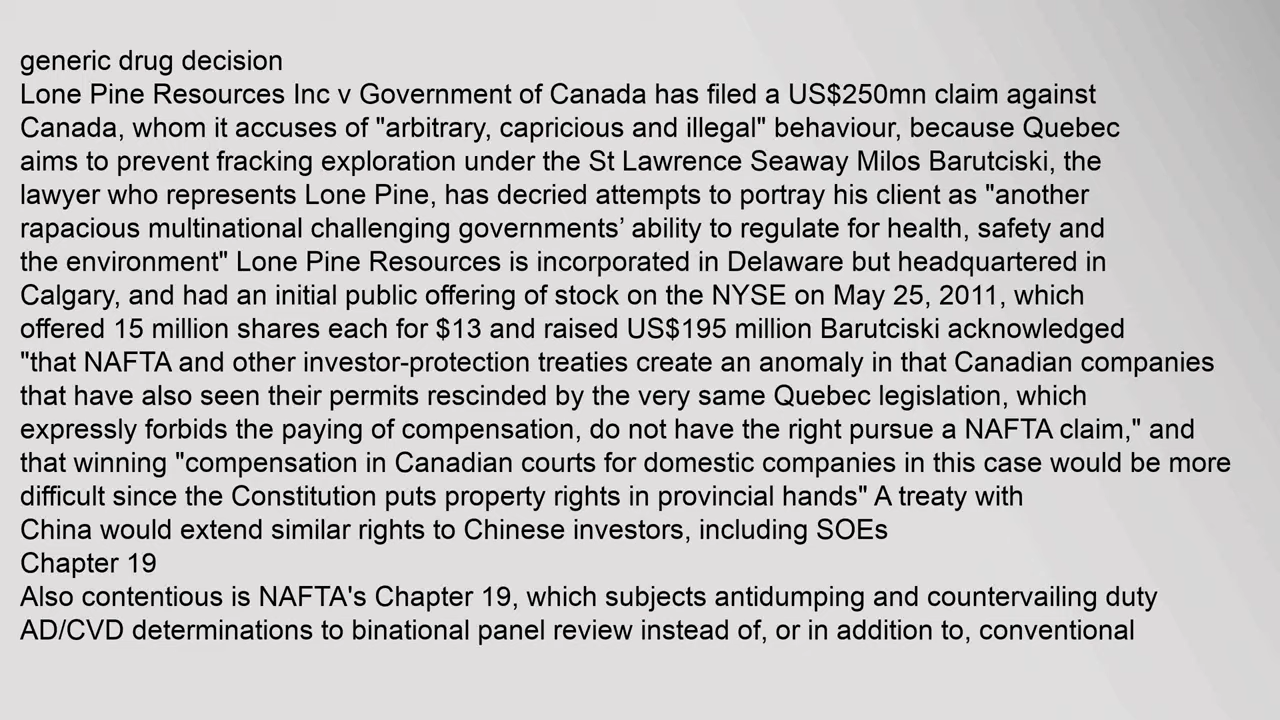 generic drug decision
Lone Pine Resources Inc v Government of Canada has filed a US$250mn claim against
Canada, whom it accuses of "arbitrary, capricious and illegal" behaviour, because Quebec
aims to prevent fracking exploration under the St Lawrence Seaway Milos Barutciski, the
lawyer who represents Lone Pine, has decried attempts to portray his client as "another
rapacious multinational challenging governments’ ability to regulate for health, safety and
the environment" Lone Pine Resources is incorporated in Delaware but headquartered in
Calgary, and had an initial public offering of stock on the NYSE on May 25, 2011, which
offered 15 million shares each for $13 and raised US$195 million Barutciski acknowledged
"that NAFTA and other investor-protection treaties create an anomaly in that Canadian companies
that have also seen their permits rescinded by the very same Quebec legislation, which
expressly forbids the paying of compensation, do not have the right pursue a NAFTA claim," and
that winning "compensation in Canadian courts for domestic companies in this case would be more
difficult since the Constitution puts property rights in provincial hands" A treaty with
China would extend similar rights to Chinese investors, including SOEs
Chapter 19
Also contentious is NAFTA's Chapter 19, which subjects antidumping and countervailing duty
AD/CVD determinations to binational panel review instead of, or in addition to, conventional